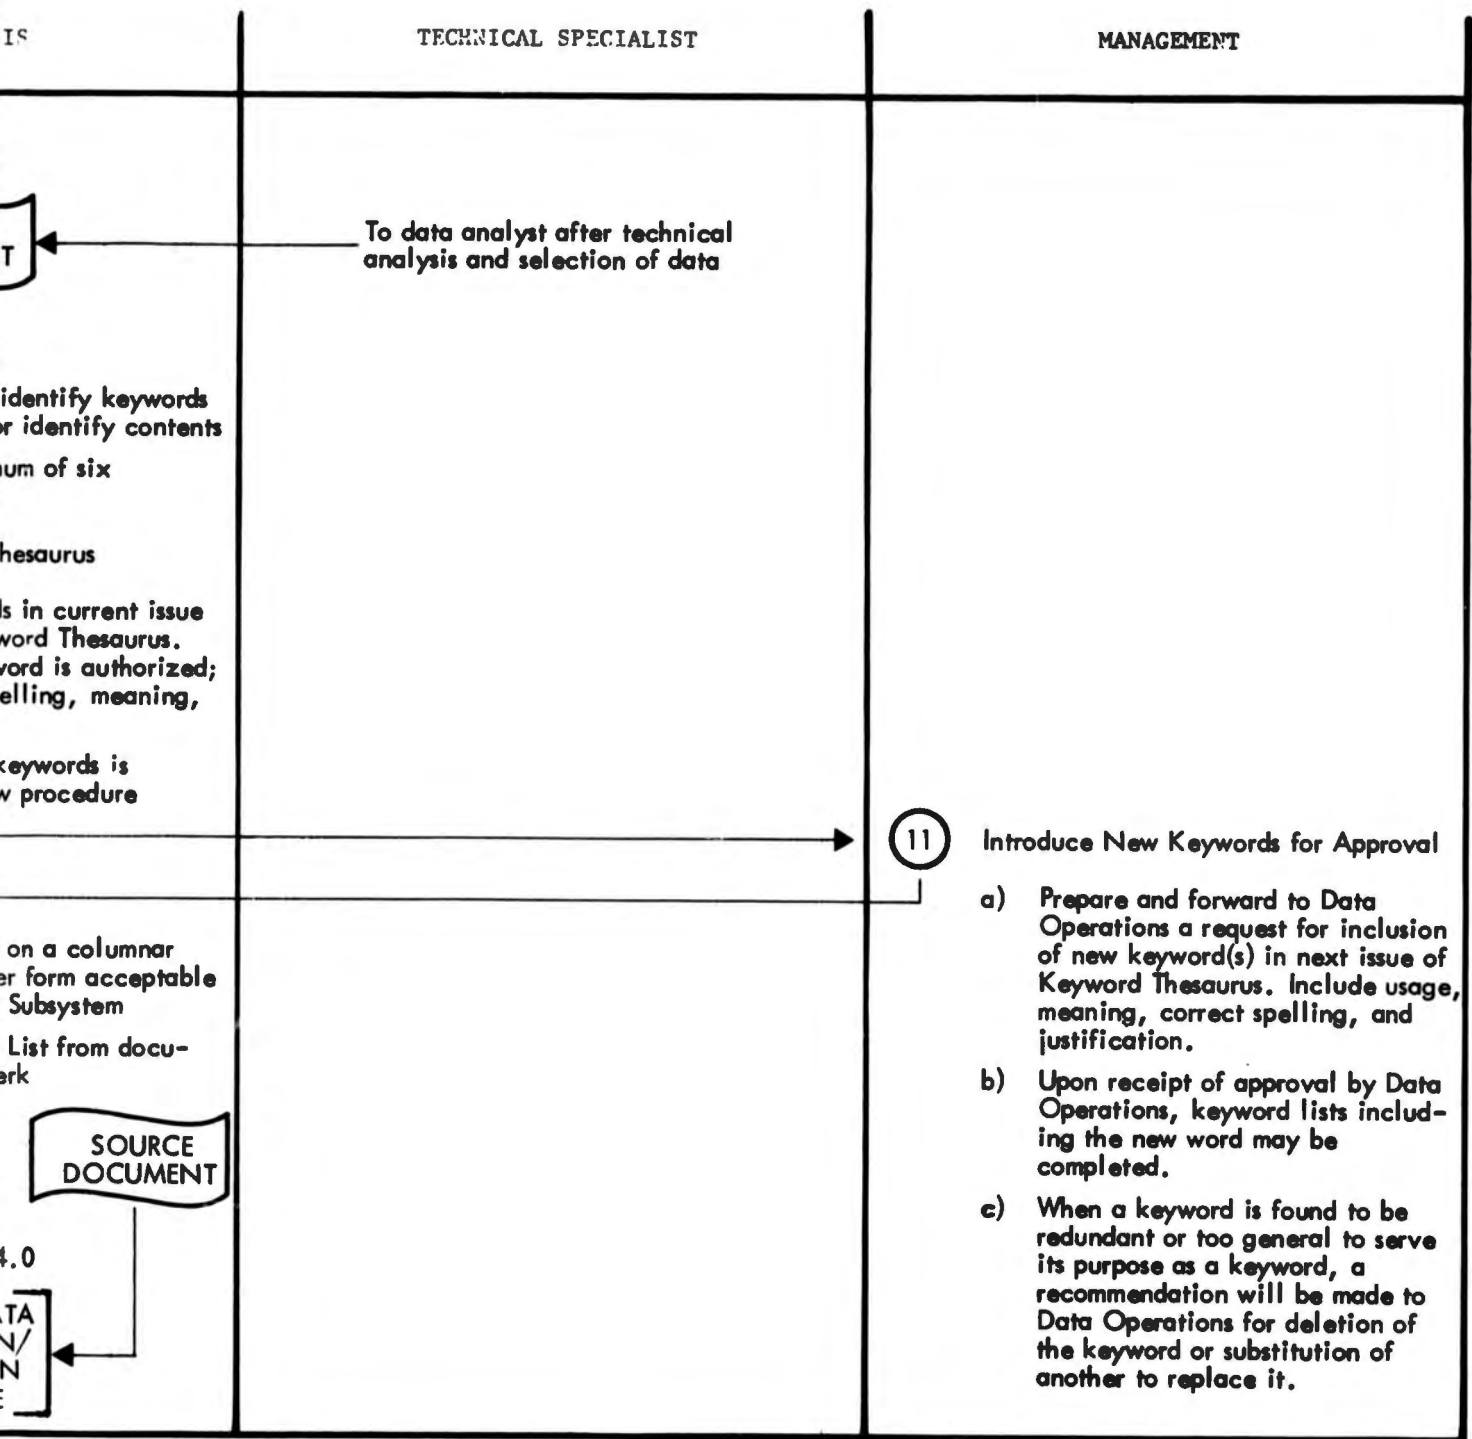 IS
TECHNICAL SPECIALIST
MANAGEMENT
T
To data analyst after technical
analysis and selection of data
identify keywords
or identify contents
um of six
hesaurus
ls in current issue
word Thesaurus.
word is authorized;
elling, meaning,
keywords is
w procedure
11 Introduce New Keywords for Approval
a) Prepare and forward to Data
Operations a request for inclusion
of new keyword(s) in next issue of
Keyword Thesaurus. Include usage,
meaning, correct spelling, and
justification.
b) Upon receipt of approval by Data
Operations, keyword lists includ-
ing the new word may be
completed.
c) When a keyword is found to be
redundant or too general to serve
its purpose as a keyword, a
recommendation will be made to
Data Operations for deletion of
the keyword or substitution of
another to replace it.
on a columnar
er form acceptable
Subsystem
List from docu-
erk
SOURCE
DOCUMENT
4.0
ATA
N/
N
E